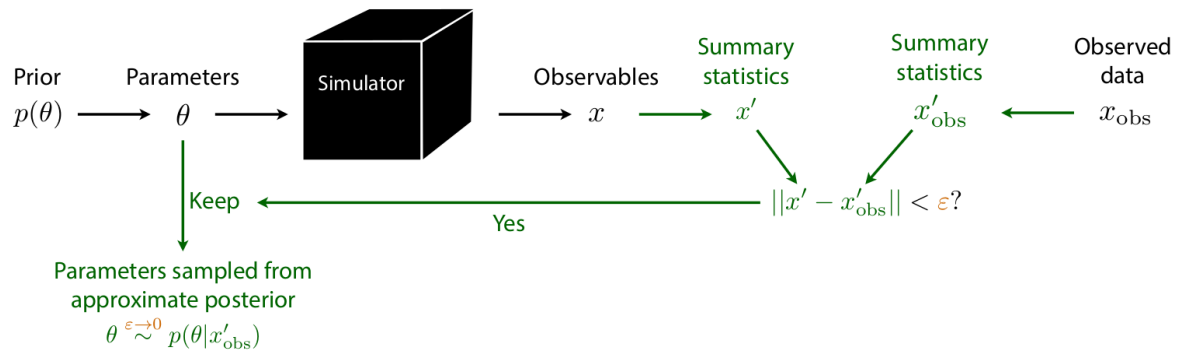 Prior
p(θ)
Parameters
θ
Simulator
Observables
x
Summary
statistics
x′
Summary
statistics
x′obs
Observed
data
xobs
Keep
Yes
||x′ − x′obs|| < ε?
Parameters sampled from
approximate posterior
θ ε→0 ∼ p(θ|x′obs)